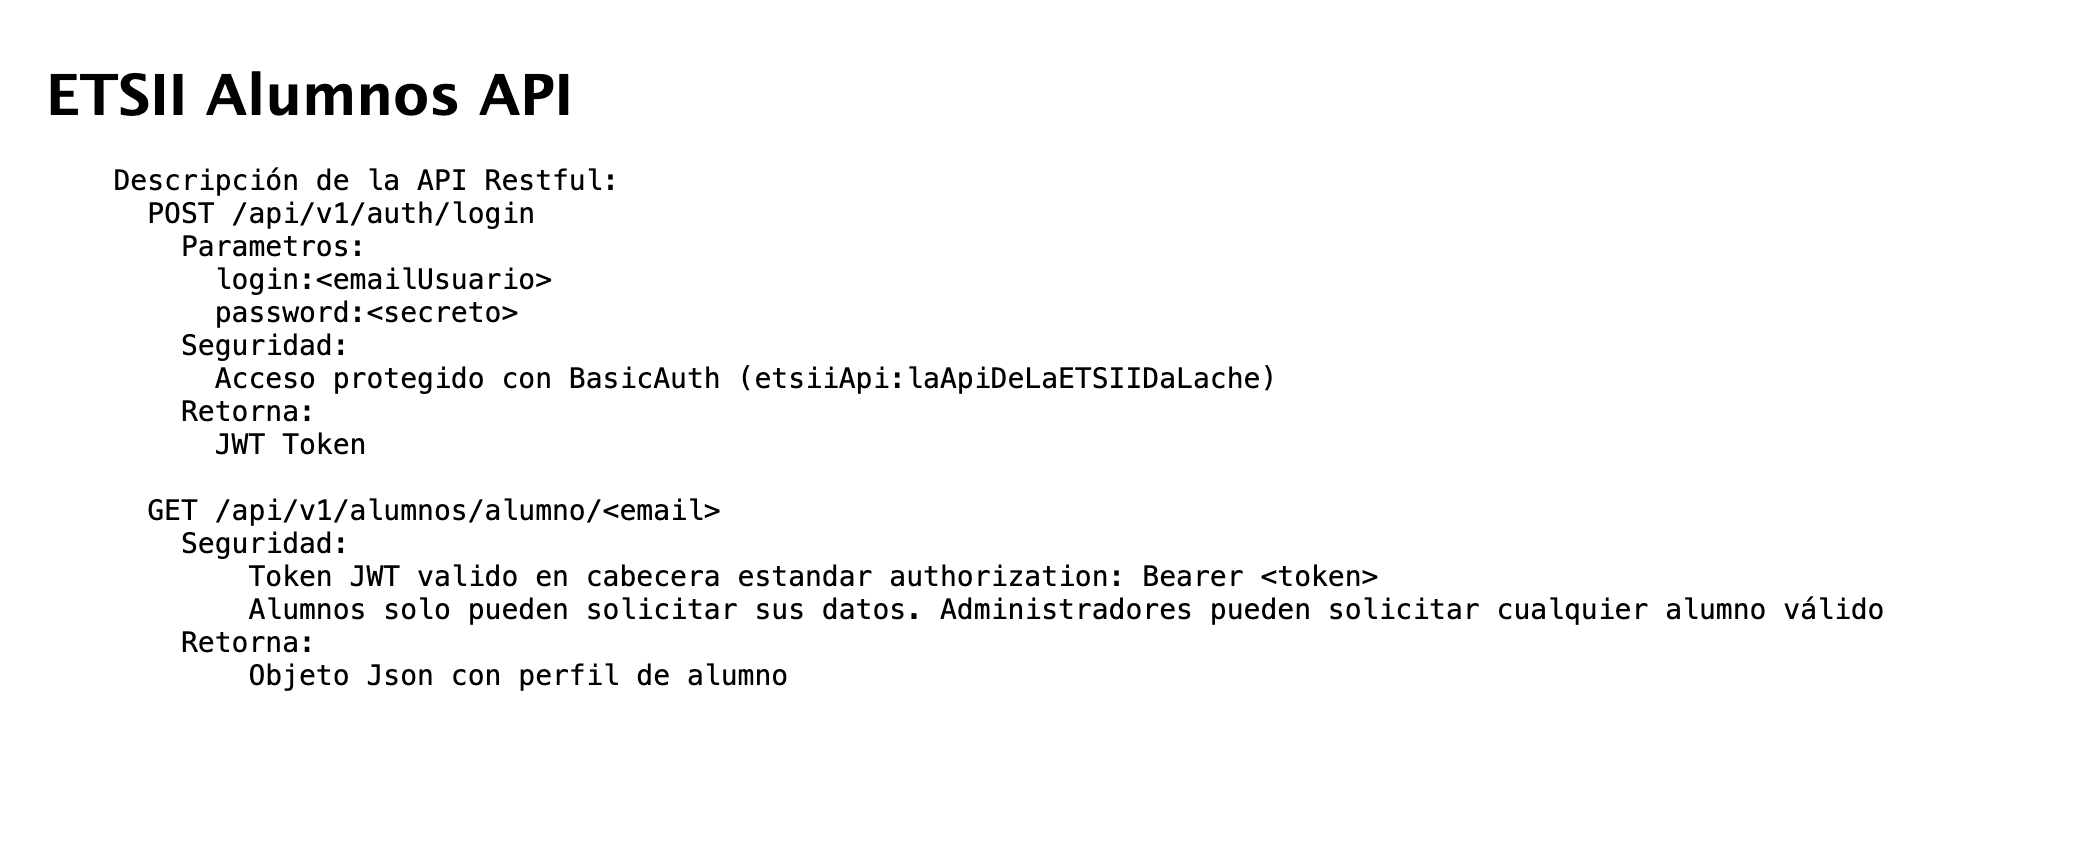 ETSII Alumnos API
Descripción de la API Restful:
POST /api/v1/auth/login
Parametros:
login:<emailUsuario>
password:<secreto>
Seguridad:
Acceso protegido con BasicAuth (etsiiApi:laApiDeLaETSIIDaLache)
Retorna:
JWT Token
GET /api/v1/alumnos/alumno/<email>
Seguridad:
Token JWT valido en cabecera estandar authorization: Bearer <token>
Alumnos solo pueden solicitar sus datos. Administradores pueden solicitar cualquier alumno válido
Retorna:
Objeto Json con perfil de alumno